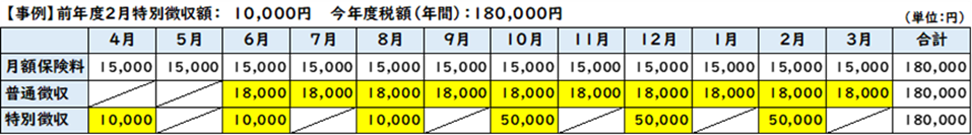 【事例】前年度2月特別徴収額： 10,000円　今年度税額(年間)：180,000円
（単位：円）
4月 5月 6月 7月 8月 9月 10月 11月 12月 1月 2月 3月 合計
月額保険料 15,000 15,000 15,000 15,000 15,000 15,000 15,000 15,000 15,000 15,000 15,000 15,000 180,000
普通徴収 18,000 18,000 18,000 18,000 18,000 18,000 18,000 18,000 18,000 18,000 180,000
特別徴収 10,000 10,000 10,000 50,000 50,000 50,000 180,000